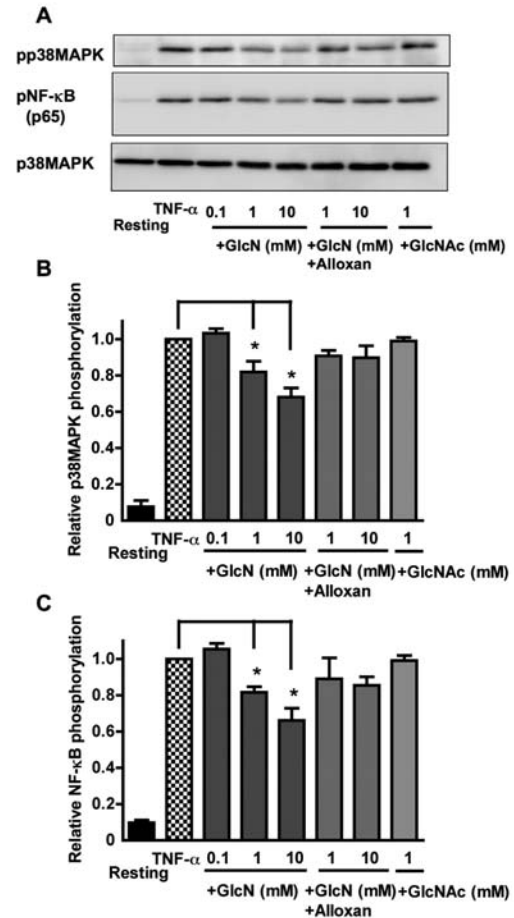 A
pp38MAPK
pNF-κB
(p65)
p38MAPK
TNF-α 0.1 1 10 1 10 1
Resting
+GlcN (mM) +GlcN (mM) +GlcNAc (mM)
+Alloxan
B
Relative p38MAPK phosphorylation
1.0
0.8
0.6
0.4
0.2
0
* *
TNF-α 0.1 1 10 1 10 1
Resting
+GlcN (mM) +GlcN (mM) +GlcNAc (mM)
+Alloxan
C
Relative NF-κB phosphorylation
1.0
0.8
0.6
0.4
0.2
0
* *
TNF-α 0.1 1 10 1 10 1
Resting
+GlcN (mM) +GlcN (mM) +GlcNAc (mM)
+Alloxan